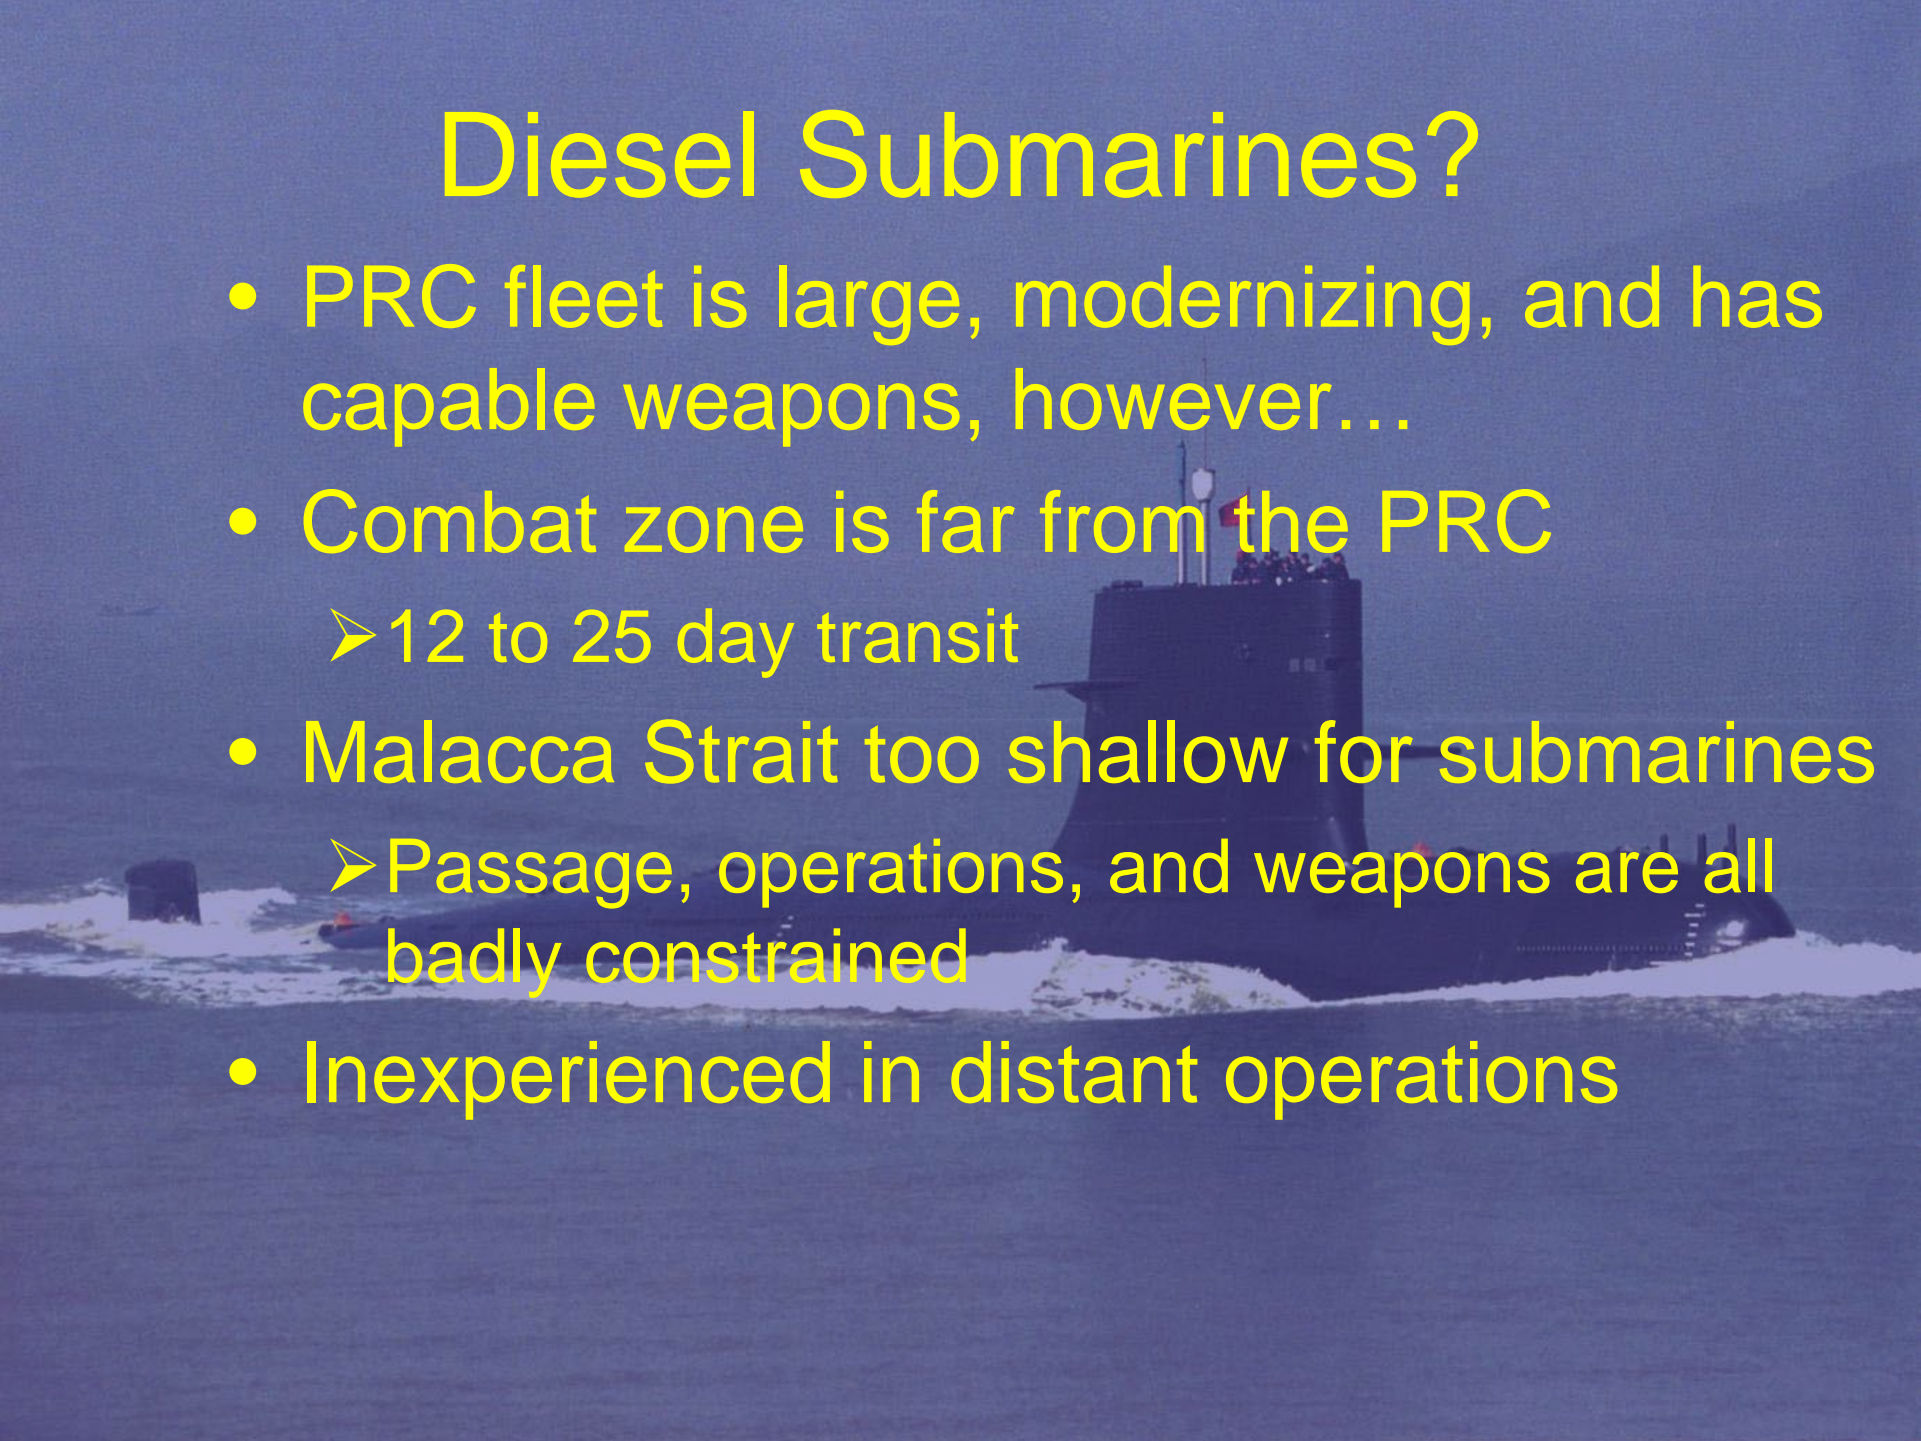 Diesel Submarines?
• PRC fleet is large, modernizing, and has
capable weapons, however…
• Combat zone is far from the PRC
➢12 to 25 day transit
• Malacca Strait too shallow for submarines
➢Passage, operations, and weapons are all
badly constrained
• Inexperienced in distant operations